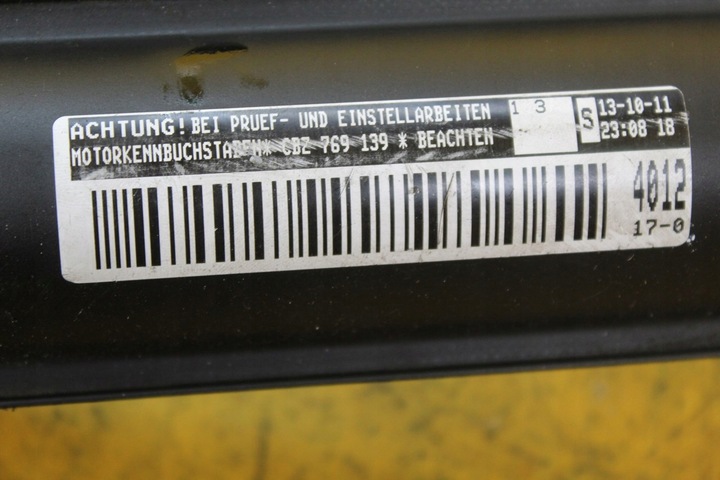 ACHTUNG! BEI PRUEF- UND EINSTELLARBEITEN
MOTORKENNBUCHSTABEN* CBZ 769 139 * BEACHTEN
1 3
S
13-10-11
23:08 18
4012
17-0